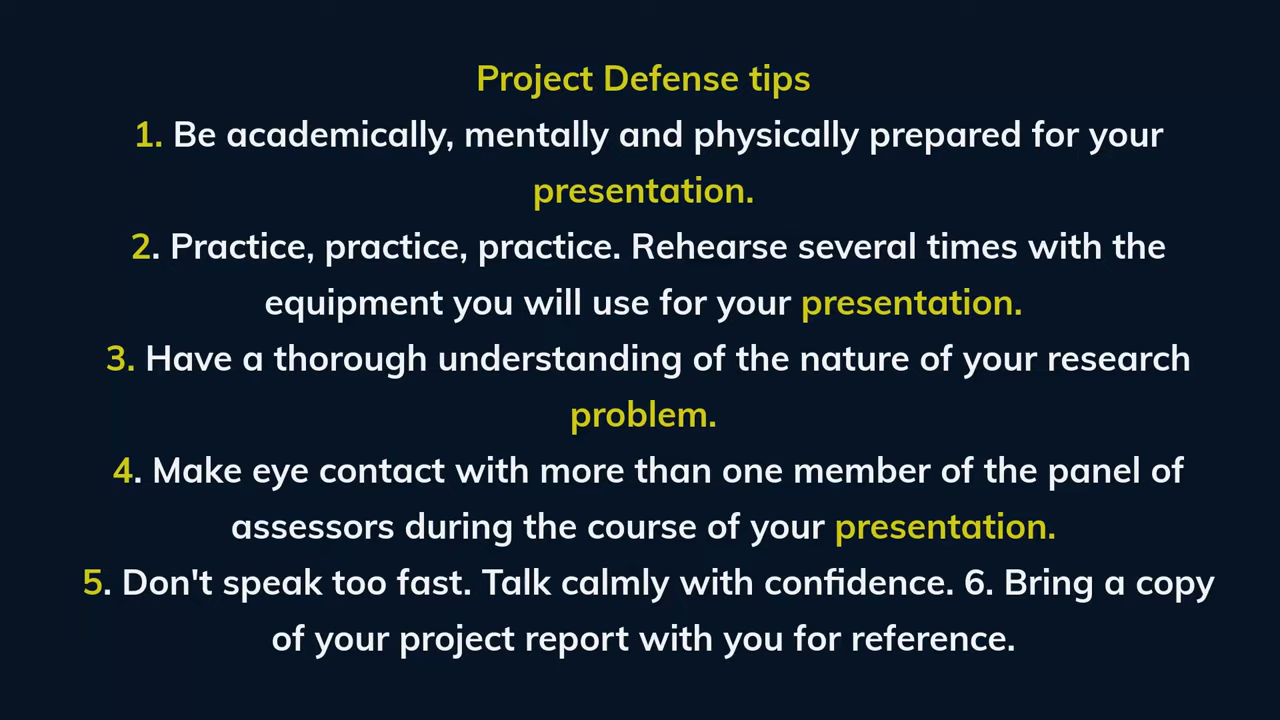 Project Defense tips
1. Be academically, mentally and physically prepared for your
presentation.
2. Practice, practice, practice. Rehearse several times with the
equipment you will use for your presentation.
3. Have a thorough understanding of the nature of your research
problem.
4. Make eye contact with more than one member of the panel of
assessors during the course of your presentation.
5. Don't speak too fast. Talk calmly with confidence. 6. Bring a copy
of your project report with you for reference.